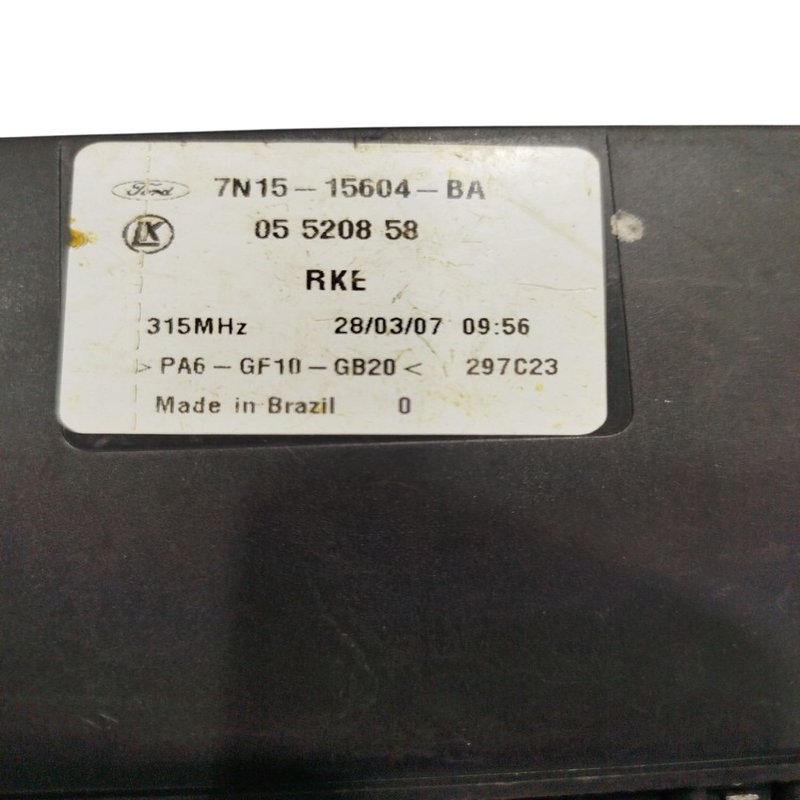 Ford 7N15-15604-BA
LK 05 5208 58
RKE
315MHz 28/03/07 09:56
>PA6-GF10-GB20< 297C23
Made in Brazil 0